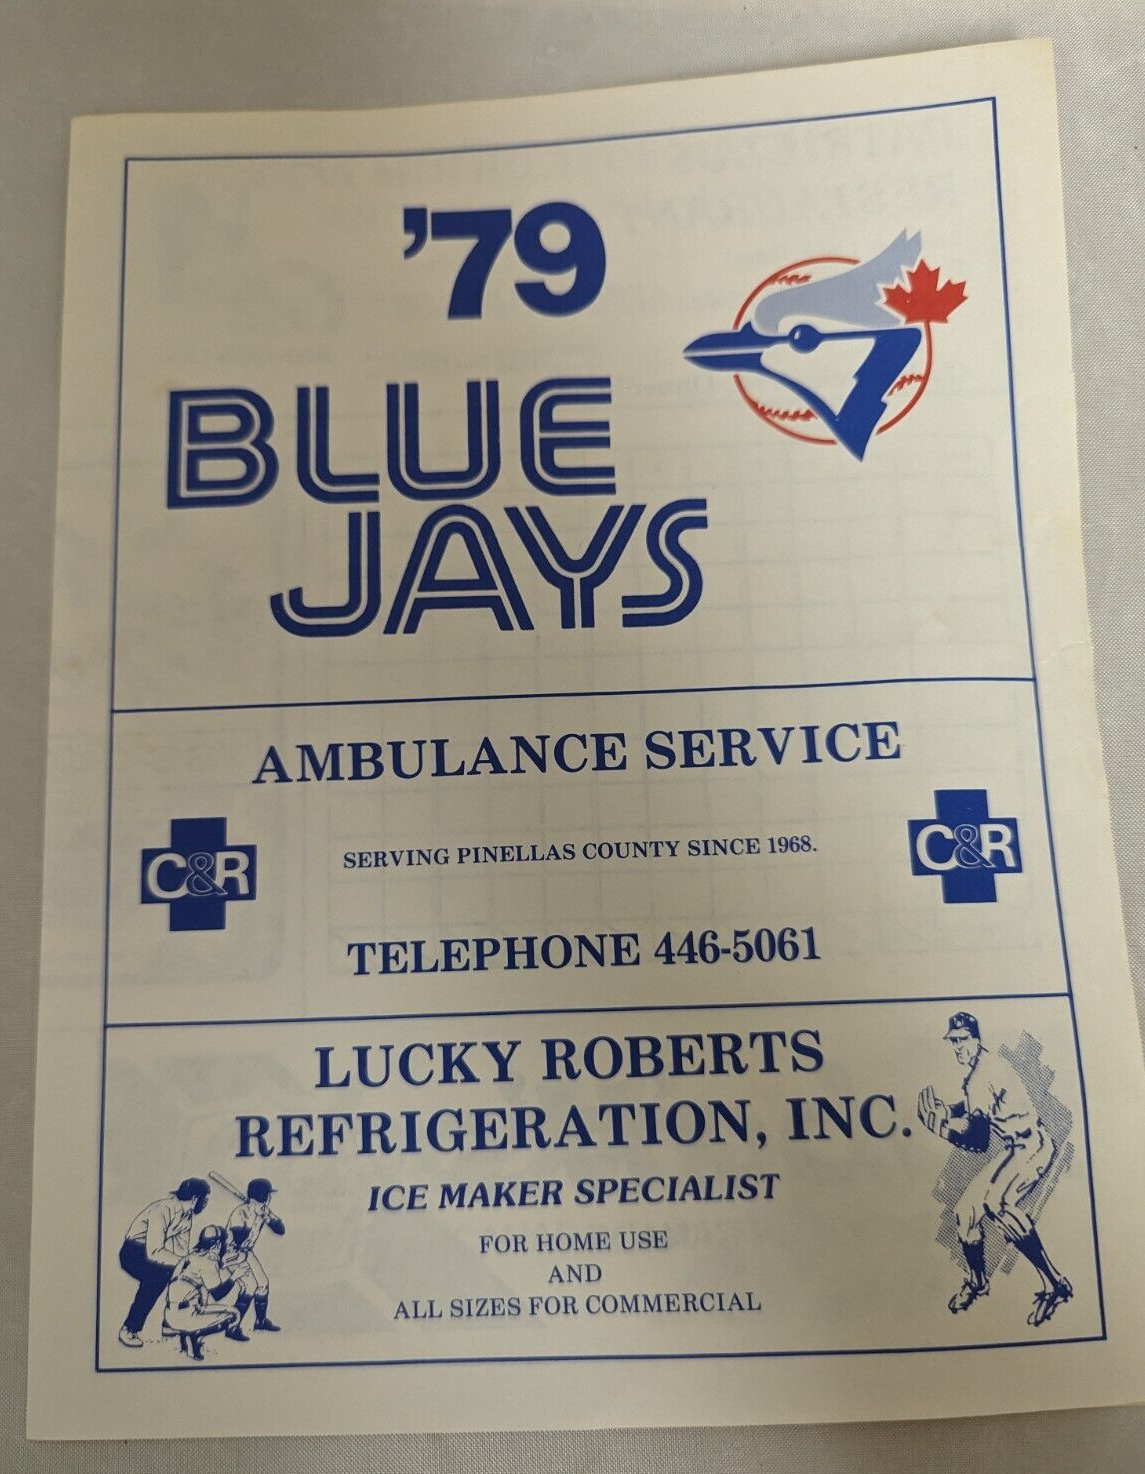 '79
BLUE
JAYS
AMBULANCE SERVICE
C&R
SERVING PINELLAS COUNTY SINCE 1968.
C&R
TELEPHONE 446-5061
LUCKY ROBERTS
REFRIGERATION, INC.
ICE MAKER SPECIALIST
FOR HOME USE
AND
ALL SIZES FOR COMMERCIAL